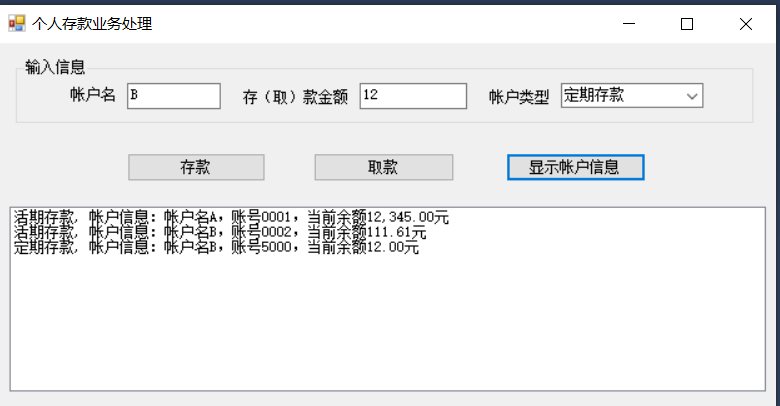 个人存款业务处理
输入信息
帐户名 B 存（取）款金额 12 帐户类型 定期存款
存款 取款 显示帐户信息
活期存款, 帐户信息: 帐户名A, 账号0001, 当前余额12,345.00元
活期存款, 帐户信息: 帐户名B, 账号0002, 当前余额111.61元
定期存款, 帐户信息: 帐户名B, 账号5000, 当前余额12.00元